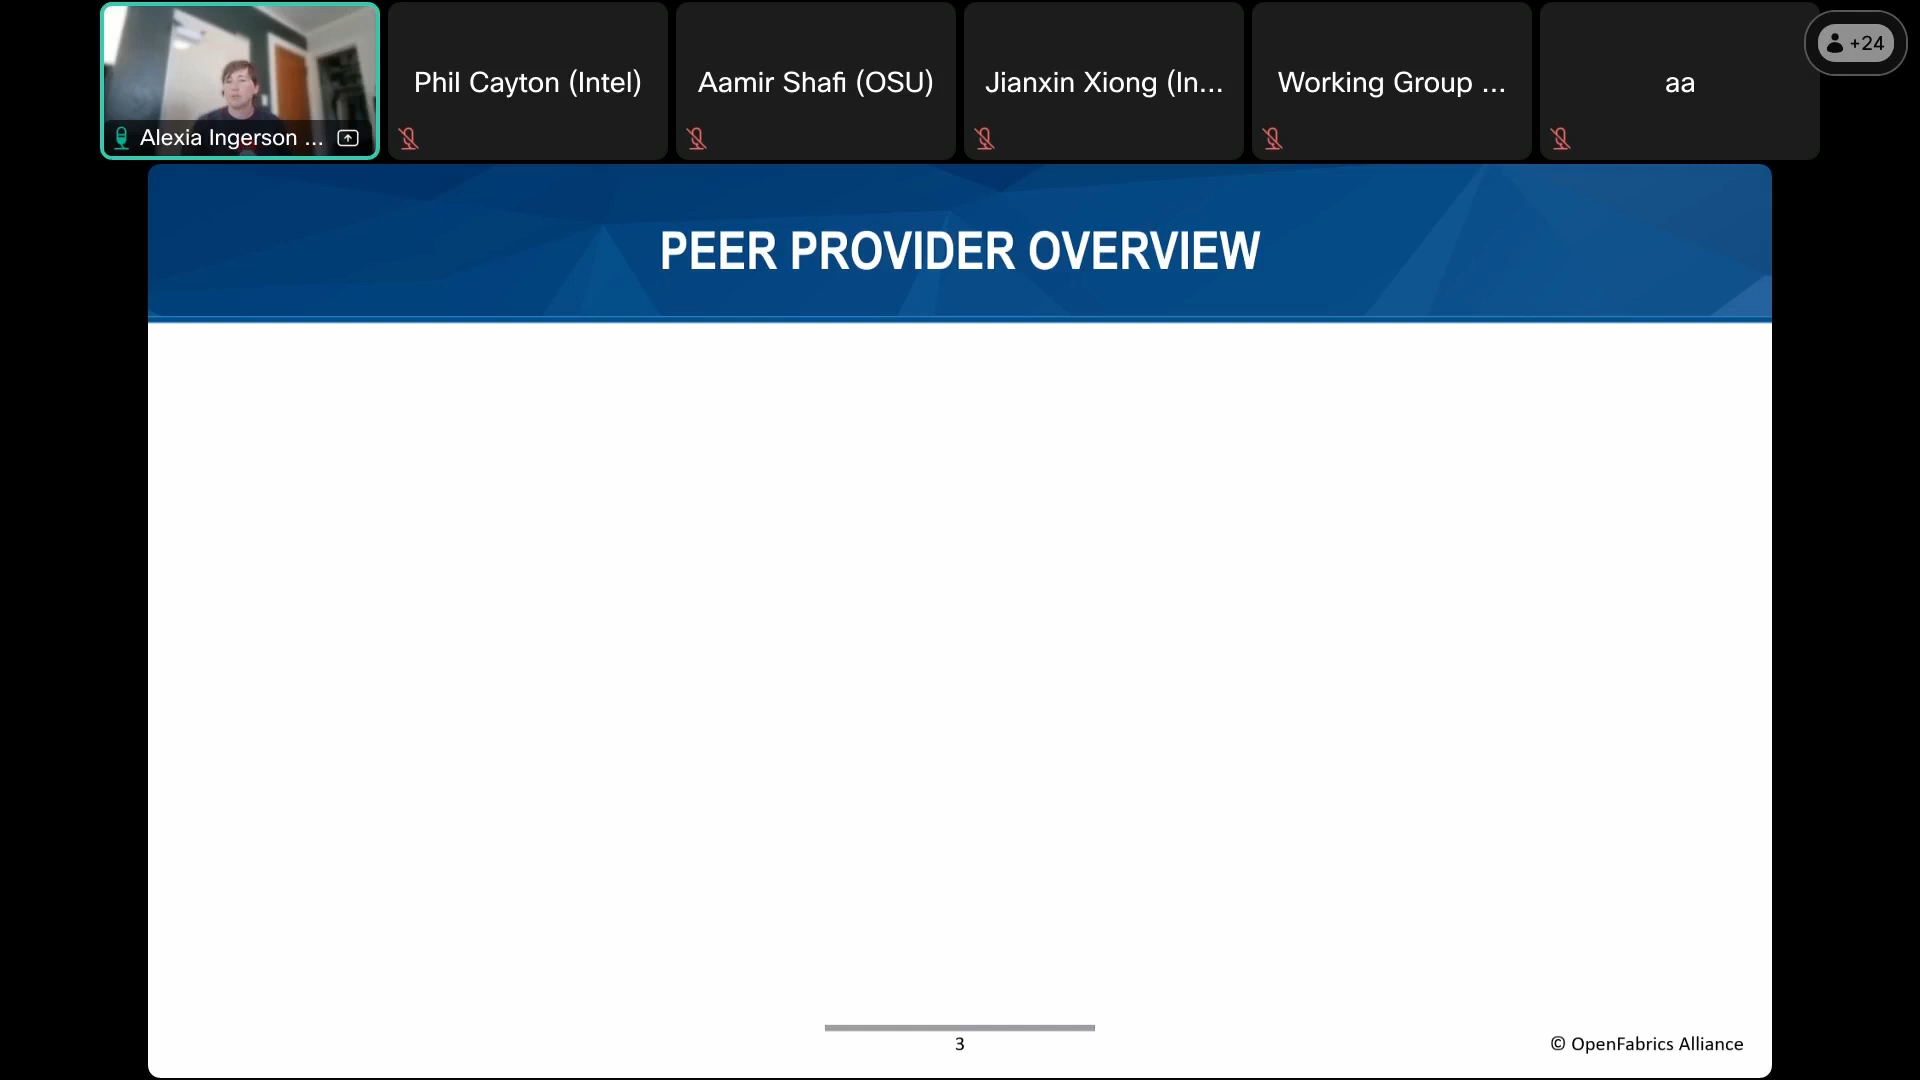 Alexia Ingerson ...
Phil Cayton (Intel)
Aamir Shafi (OSU)
Jianxin Xiong (In...
Working Group ...
aa
+24
PEER PROVIDER OVERVIEW
3
© OpenFabrics Alliance